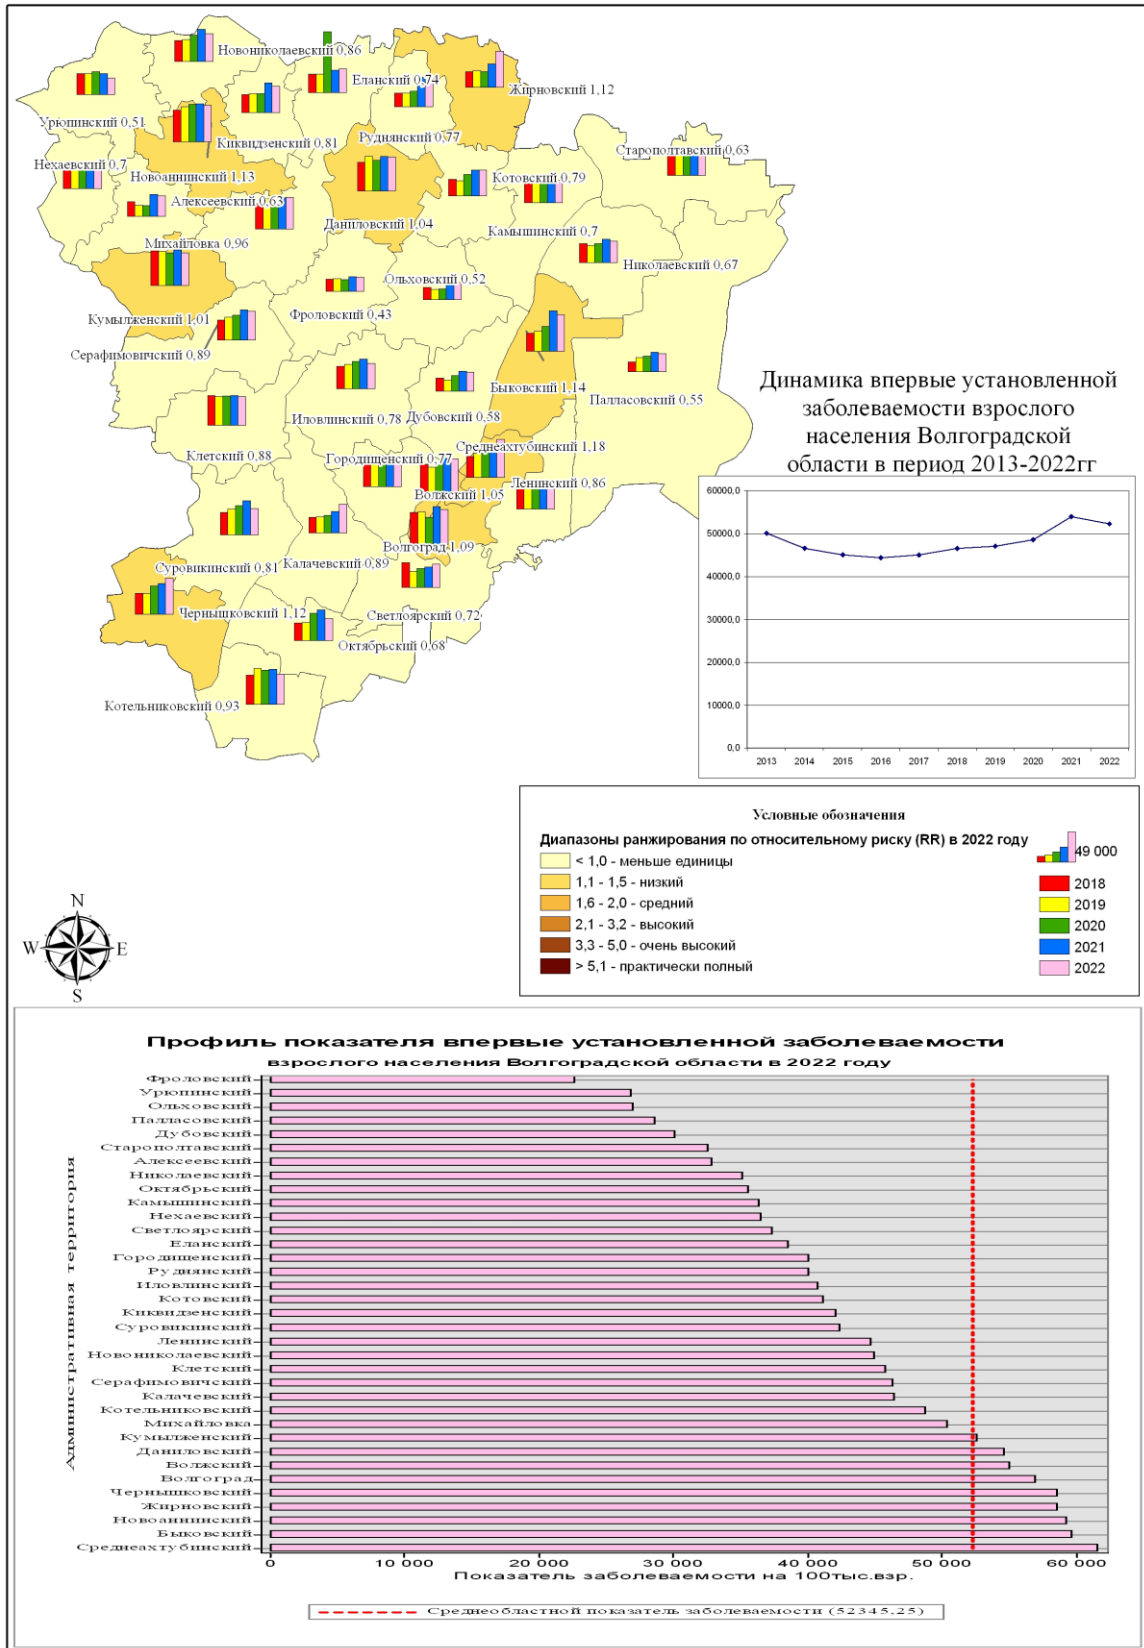 Новониколаевский 0,86
Еланский 0,74
Жирновский 1,12
Урюпинский 0,51
Киквидзенский 0,81
Руднянский 0,77
Старополтавский 0,63
Нехаевский 0,7
Новоаннинский 1,13
Котовский 0,79
Алексеевский 0,63
Даниловский 1,04
Камышинский 0,7
Михайловка 0,96
Николаевский 0,67
Ольховский 0,52
Кумылженский 1,01
Фроловский 0,43
Серафимовичский 0,89
Быковский 1,14
Палласовский 0,55
Иловлинский 0,78
Дубовский 0,58
Клетский 0,88
Городищенский 0,77
Среднеахтубинский 1,18
Волжский 1,05
Ленинский 0,86
Волгоград 1,09
Суровикинский 0,81
Калачевский 0,89
Чернышковский 1,12
Светлоярский 0,72
Октябрьский 0,68
Котельниковский 0,93
Динамика впервые установленной
заболеваемости взрослого
населения Волгоградской
области в период 2013-2022гг
60000,0
50000,0
40000,0
30000,0
20000,0
10000,0
0,0
2013 2014 2015 2016 2017 2018 2019 2020 2021 2022
Условные обозначения
Диапазоны ранжирования по относительному риску (RR) в 2022 году
< 1,0 - меньше единицы
1,1 - 1,5 - низкий
1,6 - 2,0 - средний
2,1 - 3,2 - высокий
3,3 - 5,0 - очень высокий
> 5,1 - практически полный
49 000
2018
2019
2020
2021
2022
N
W E
S
Профиль показателя впервые установленной заболеваемости
взрослого населения Волгоградской области в 2022 году
Административная территория
Фроловский
Урюпинский
Ольховский
Палласовский
Дубовский
Старополтавский
Алексеевский
Николаевский
Октябрьский
Камышинский
Нехаевский
Светлоярский
Еланский
Городищенский
Руднянский
Иловлинский
Котовский
Киквидзенский
Суровикинский
Ленинский
Новониколаевский
Клетский
Серафимовичский
Калачевский
Котельниковский
Михайловка
Кумылженский
Даниловский
Волжский
Волгоград
Чернышковский
Жирновский
Новоаннинский
Быковский
Среднеахтубинский
0 10 000 20 000 30 000 40 000 50 000 60 000
Показатель заболеваемости на 100тыс.взр.
Среднеобластной показатель заболеваемости (52345,25)